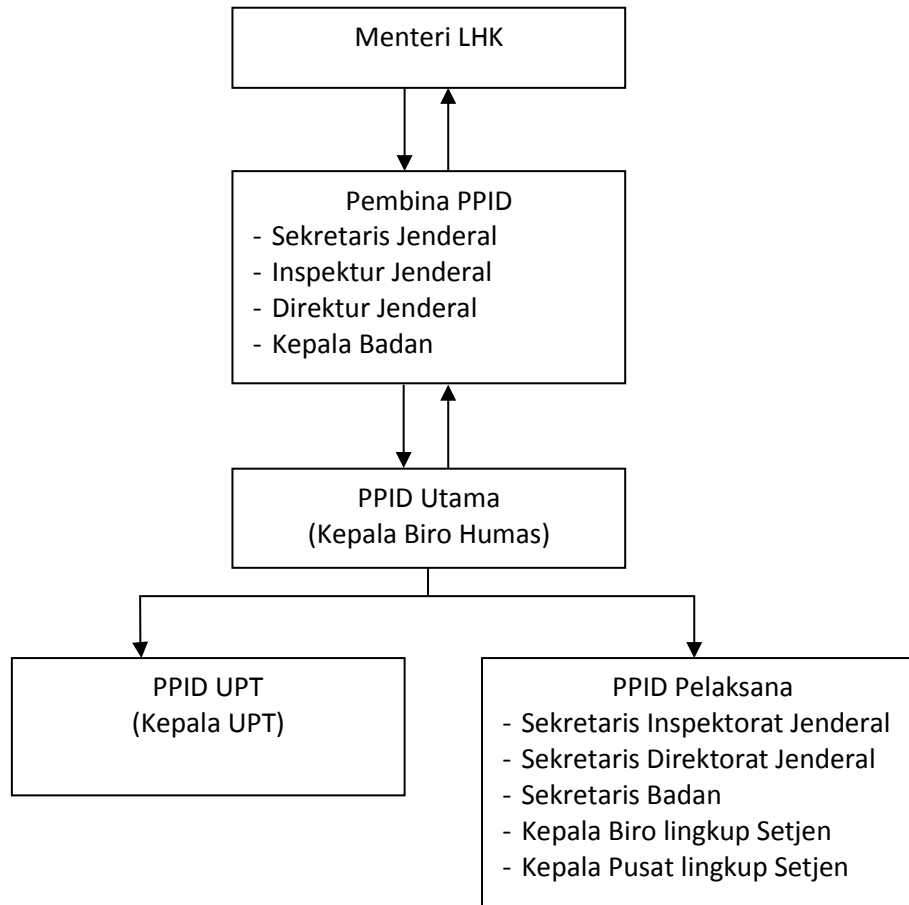 Menteri LHK
Pembina PPID
- Sekretaris Jenderal
- Inspektur Jenderal
- Direktur Jenderal
- Kepala Badan
PPID Utama
(Kepala Biro Humas)
PPID UPT
(Kepala UPT)
PPID Pelaksana
- Sekretaris Inspektorat Jenderal
- Sekretaris Direktorat Jenderal
- Sekretaris Badan
- Kepala Biro lingkup Setjen
- Kepala Pusat lingkup Setjen